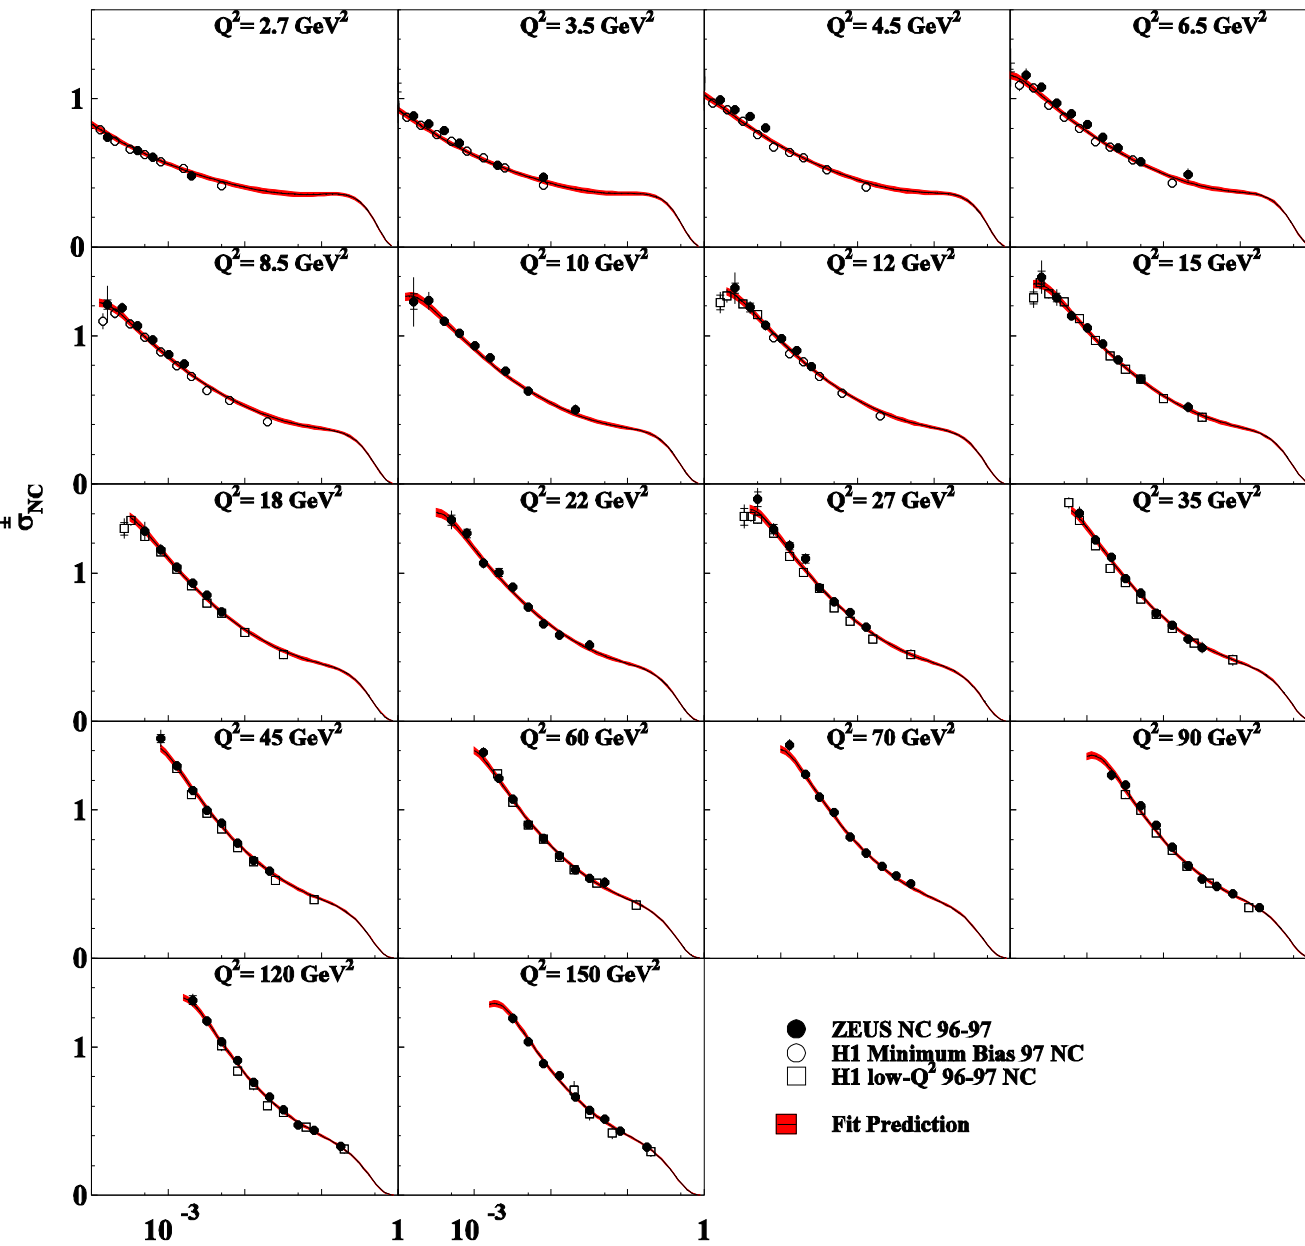 Q²= 2.7 GeV² Q²= 3.5 GeV² Q²= 4.5 GeV² Q²= 6.5 GeV²
1
0
Q²= 8.5 GeV² Q²= 10 GeV² Q²= 12 GeV² Q²= 15 GeV²
1
0
σ±NC
Q²= 18 GeV² Q²= 22 GeV² Q²= 27 GeV² Q²= 35 GeV²
1
0
Q²= 45 GeV² Q²= 60 GeV² Q²= 70 GeV² Q²= 90 GeV²
1
0
Q²= 120 GeV² Q²= 150 GeV²
1
0
ZEUS NC 96-97
H1 Minimum Bias 97 NC
H1 low-Q² 96-97 NC
Fit Prediction
10⁻³ 1 10⁻³ 1